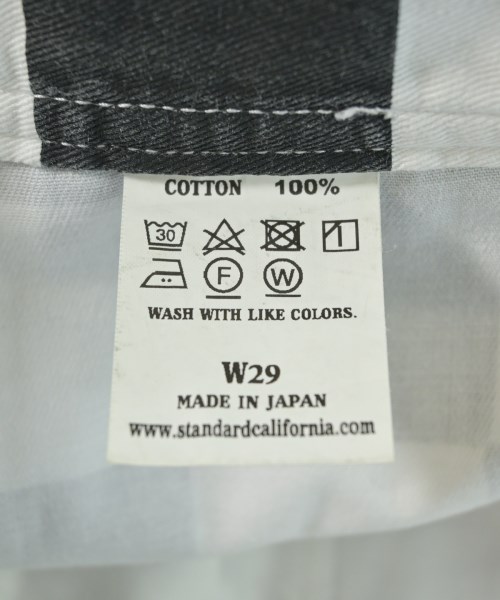 COTTON 100%
30
F W
WASH WITH LIKE COLORS.
W29
MADE IN JAPAN
www.standardcalifornia.com